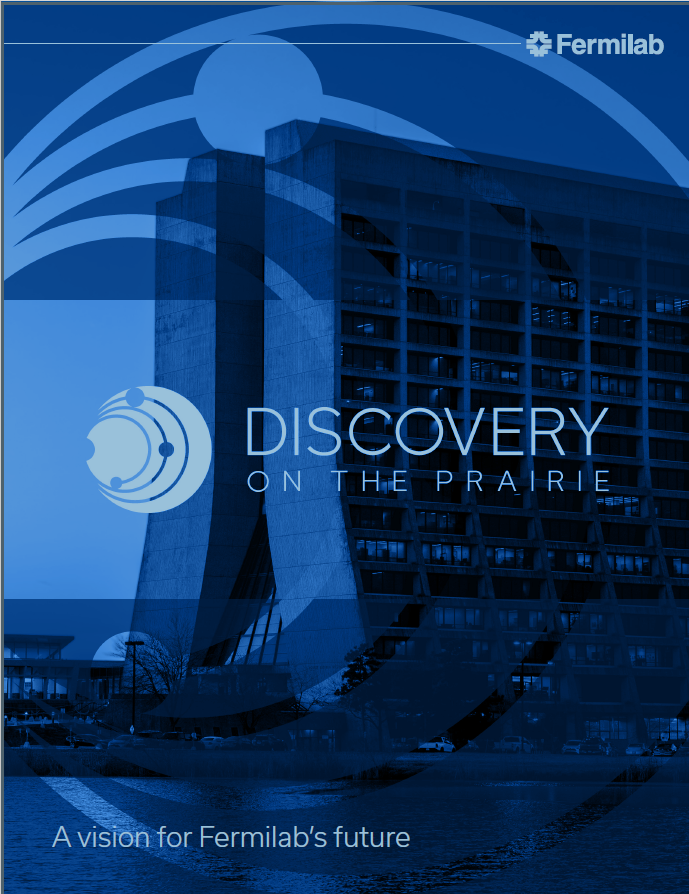 Fermilab
DISCOVERY
ON THE PRAIRIE
A vision for Fermilab's future